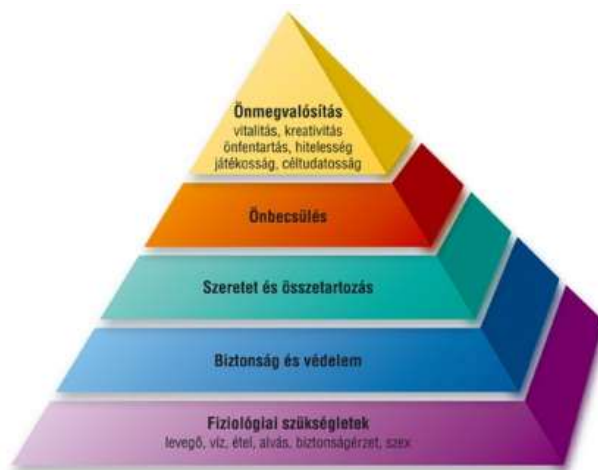 Önmegvalósítás
vitalitás, kreativitás
önfentartás, hitelesség
játékosság, céltudatosság
Önbecsülés
Szeretet és összetartozás
Biztonság és védelem
Fiziológiai szükségletek
levegő, víz, étel, alvás, biztonságérzet, szex